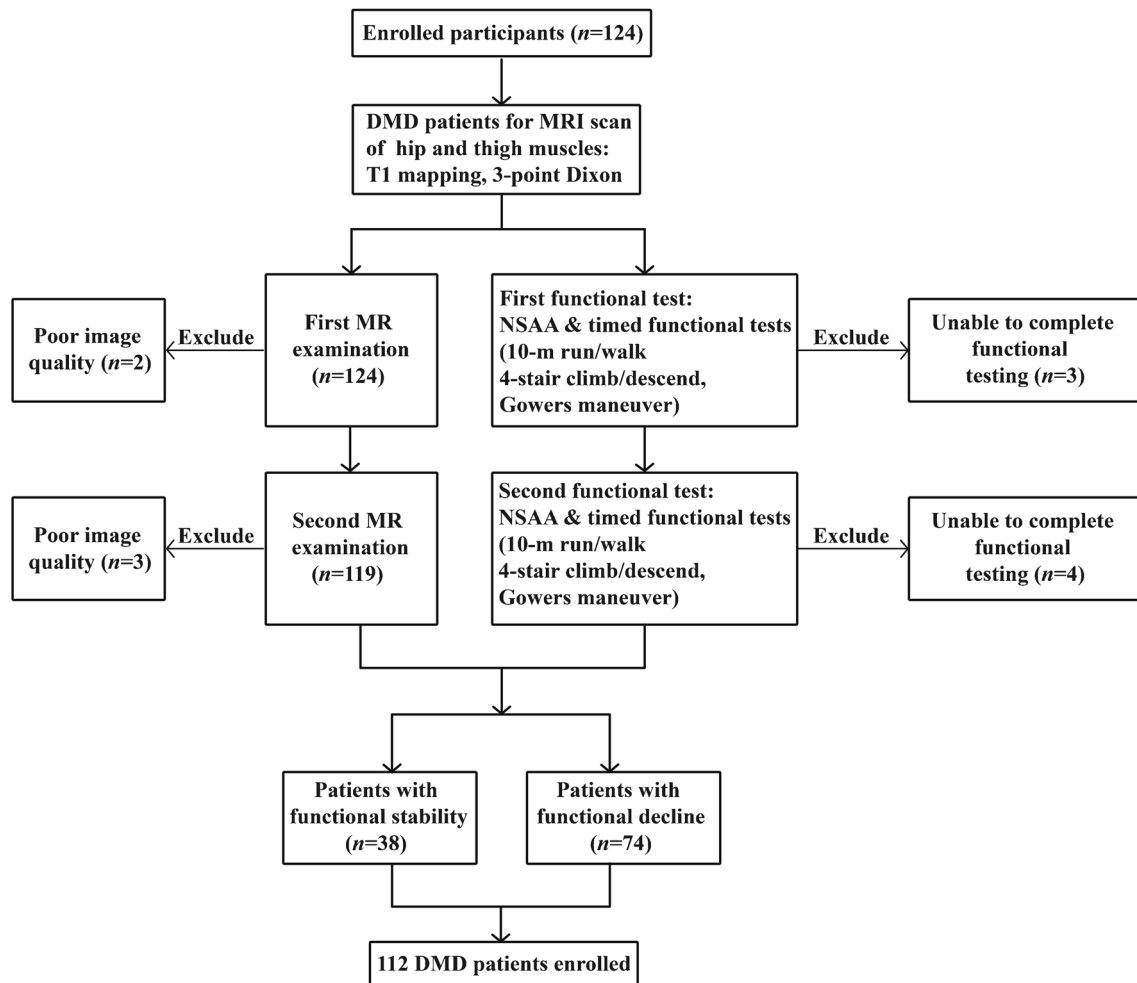 Enrolled participants (n=124)
DMD patients for MRI scan
of hip and thigh muscles:
T1 mapping, 3-point Dixon
Poor image
quality (n=2)
Exclude
First MR
examination
(n=124)
First functional test:
NSAA & timed functional tests
(10-m run/walk
4-stair climb/descend,
Gowers maneuver)
Exclude
Unable to complete
functional
testing (n=3)
Poor image
quality (n=3)
Exclude
Second MR
examination
(n=119)
Second functional test:
NSAA & timed functional tests
(10-m run/walk
4-stair climb/descend,
Gowers maneuver)
Exclude
Unable to complete
functional
testing (n=4)
Patients with
functional stability
(n=38)
Patients with
functional decline
(n=74)
112 DMD patients enrolled